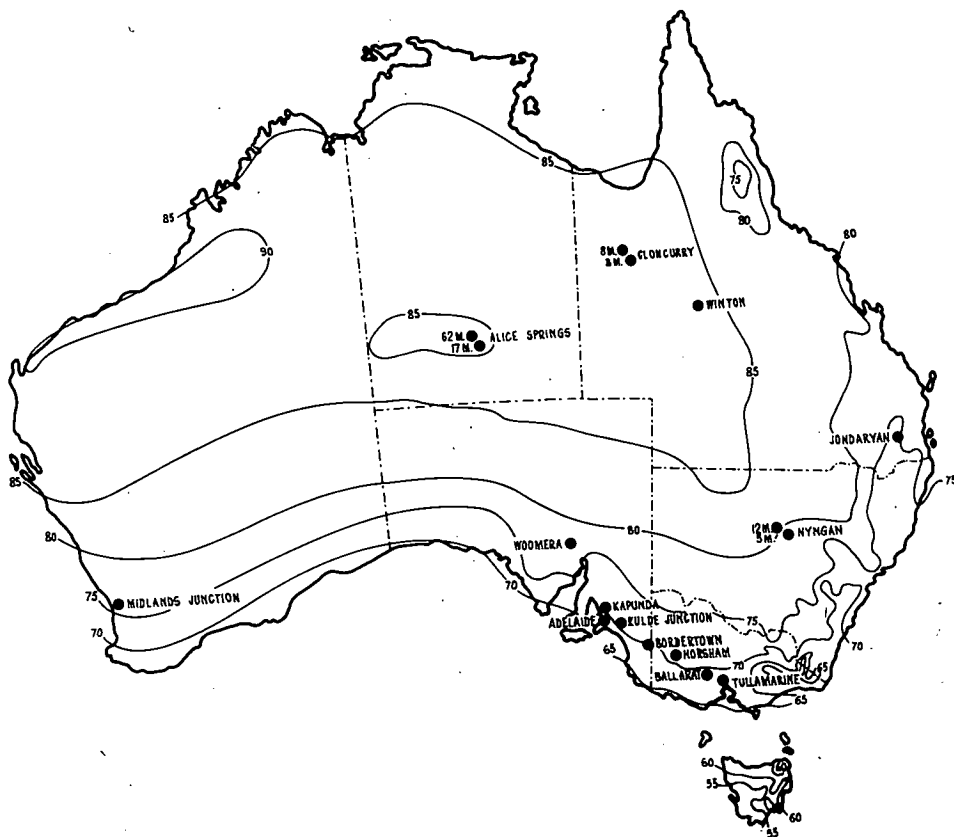 85
75
80
80
85
90
8 M.
3 M.
CLONCURRY
WINTON
85
62 M.
17 M.
ALICE SPRINGS
85
JONDARYAN
85
75
80
80
12 M.
5 M.
NYNGAN
WOOMERA
75
MIDLANDS JUNCTION
70
KAPUNDA
ADELAIDE
KULDE JUNCTION
75
70
BORDERTOWN
HORSHAM
70
65
70
BALLARAT
TULLAMARINE
65
65
60
55
60
55